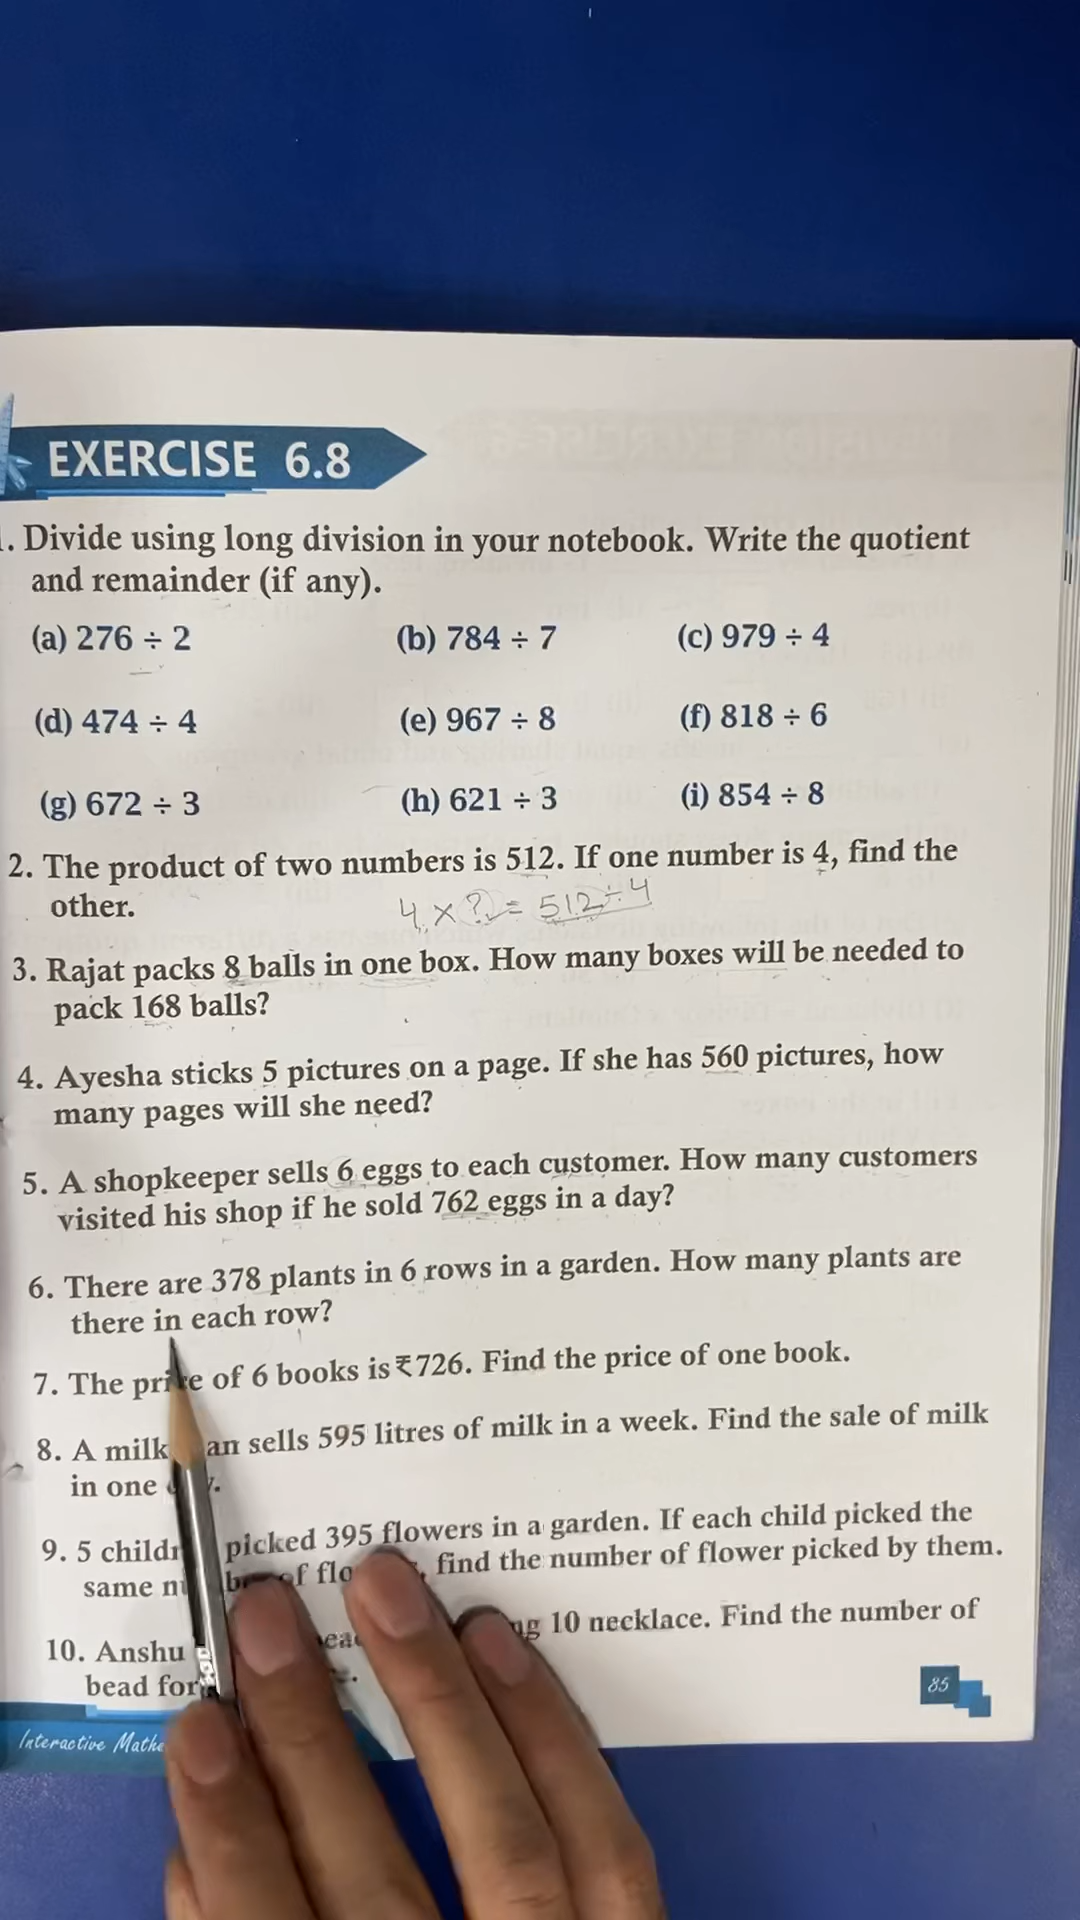 EXERCISE 6.8
. Divide using long division in your notebook. Write the quotient
and remainder (if any).
(a) 276 ÷ 2 (b) 784 ÷ 7 (c) 979 ÷ 4
(d) 474 ÷ 4 (e) 967 ÷ 8 (f) 818 ÷ 6
(g) 672 ÷ 3 (h) 621 ÷ 3 (i) 854 ÷ 8
2. The product of two numbers is 512. If one number is 4, find the
other.
4 × ? = 512 ÷ 4
3. Rajat packs 8 balls in one box. How many boxes will be needed to
pack 168 balls?
4. Ayesha sticks 5 pictures on a page. If she has 560 pictures, how
many pages will she need?
5. A shopkeeper sells 6 eggs to each customer. How many customers
visited his shop if he sold 762 eggs in a day?
6. There are 378 plants in 6 rows in a garden. How many plants are
there in each row?
7. The price of 6 books is ₹726. Find the price of one book.
8. A milk an sells 595 litres of milk in a week. Find the sale of milk
in one
9. 5 picked 395 flowers in a garden. If each child picked the
same of find the number of flower picked by them.
10. Anshu 10 necklace. Find the number of
bead for
85
Interactive